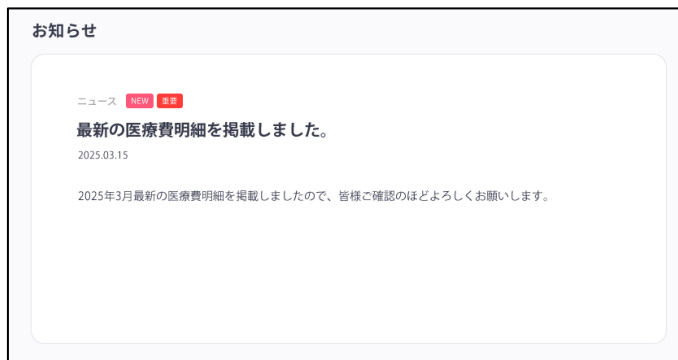 お知らせ
ニュース NEW 重要
最新の医療費明細を掲載しました。
2025.03.15
2025年3月最新の医療費明細を掲載しましたので、皆様ご確認のほどよろしくお願いします。